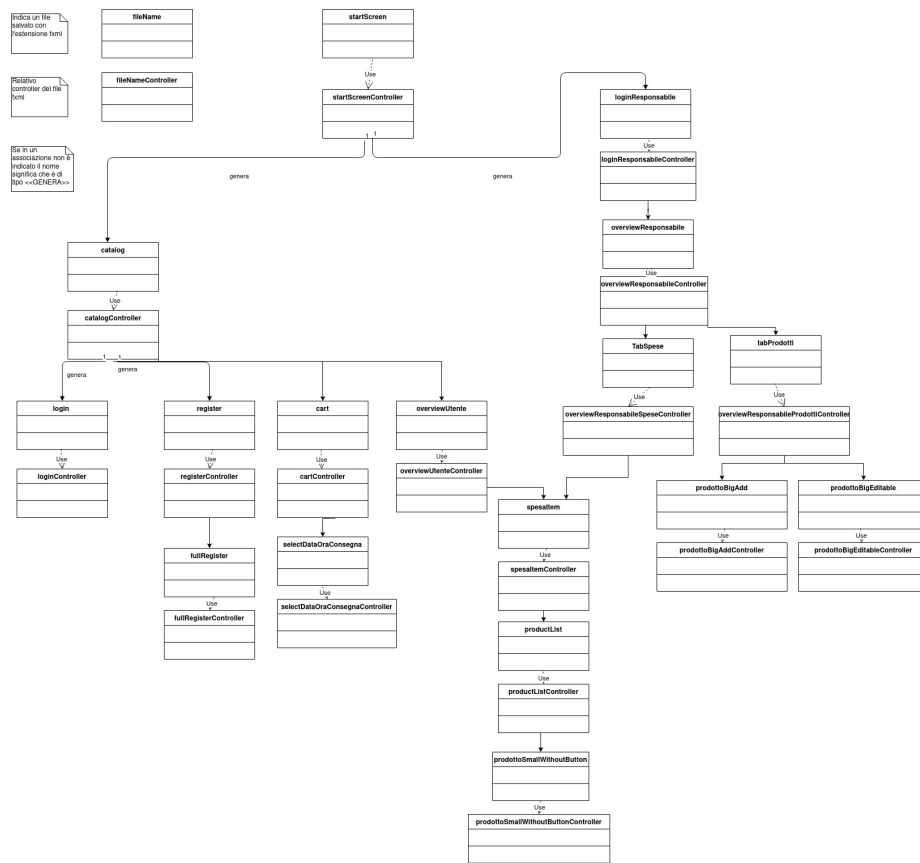 Indica un file
salvato con
l'estensione fxml
fileName
startScreen
Use
Relativo
controller del file
fxml
fileNameController
startScreenController
1
1
loginResponsabile
Use
loginResponsabileController
Se in un
associazione non è
indicato il nome
significa che è di
tipo <<GENERA>>
genera
genera
overviewResponsabile
Use
overviewResponsabileController
catalog
Use
catalogController
1
1
genera
genera
TabSpese
Use
tabProdotti
Use
login
Use
register
Use
cart
Use
overviewUtente
Use
overviewResponsabileSpeseController
overviewResponsabileProdottiController
loginController
registerController
cartController
overviewUtenteController
prodottoBigAdd
Use
prodottoBigEditable
Use
spesaItem
Use
selectDataOraConsegna
Use
fullRegister
Use
prodottoBigAddController
prodottoBigEditableController
spesaItemController
selectDataOraConsegnaController
fullRegisterController
productList
Use
productListController
prodottoSmallWithoutButton
Use
prodottoSmallWithoutButtonController